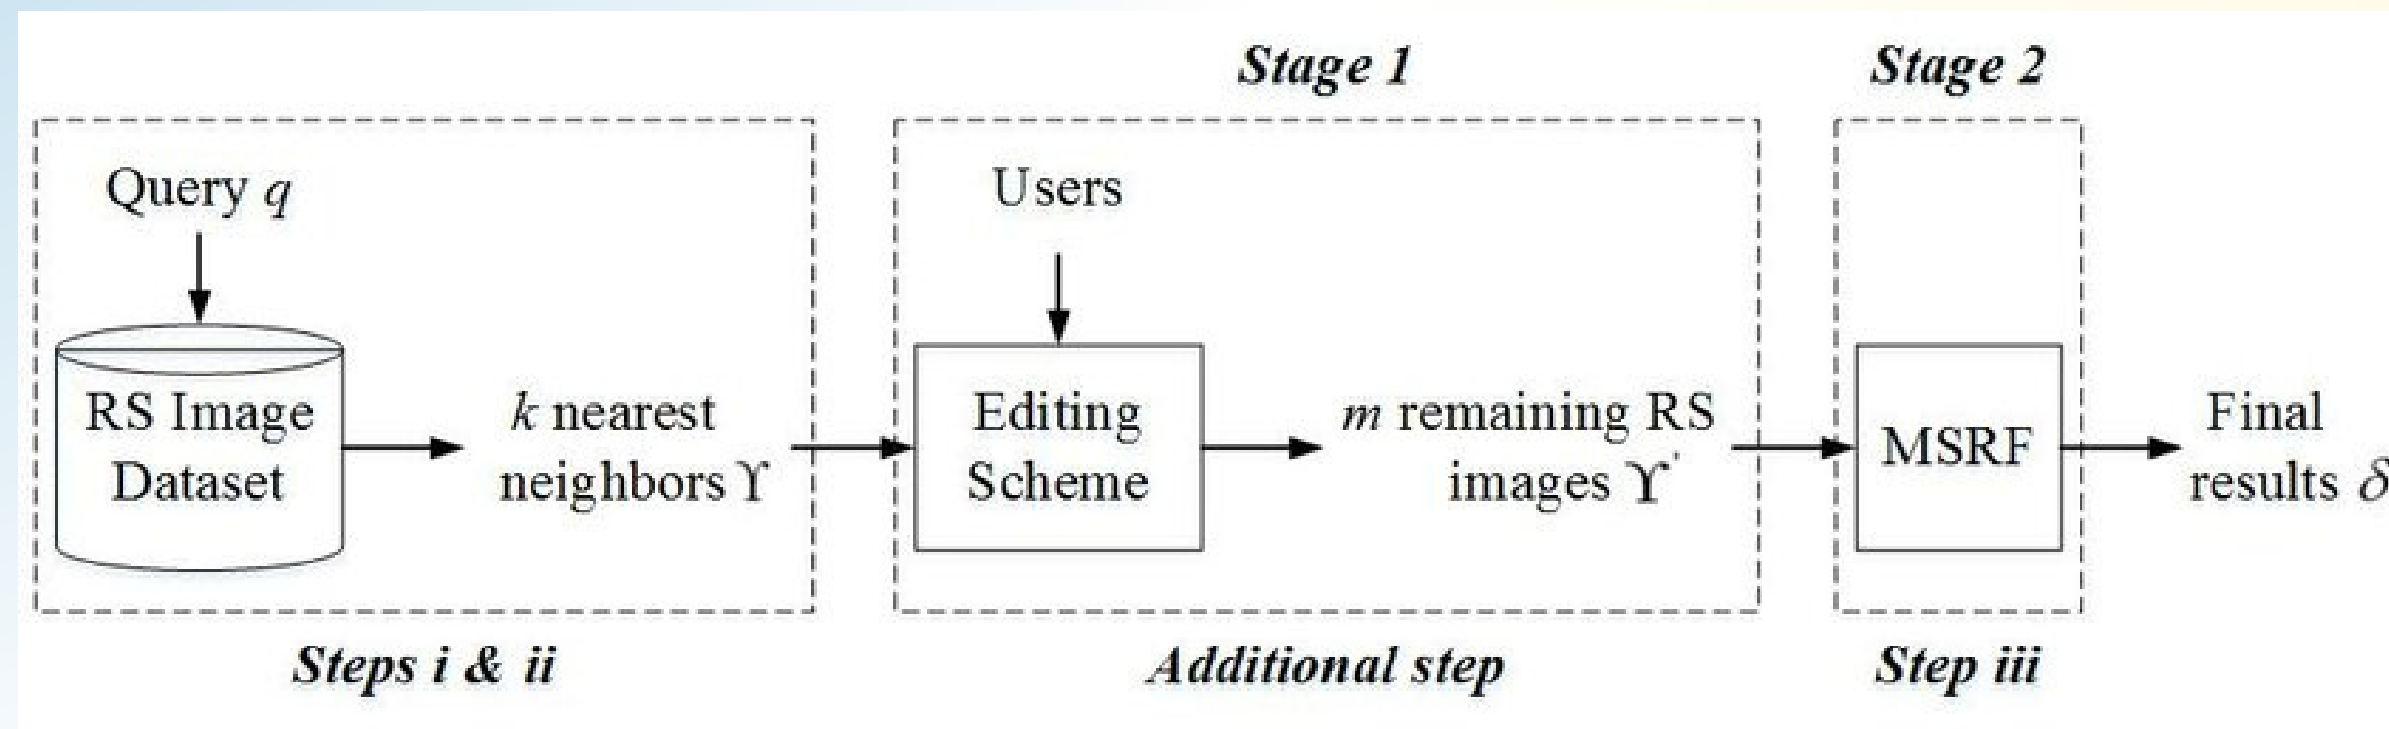 Stage 1
Stage 2
Query q
RS Image
Dataset
k nearest
neighbors ϒ
Users
Editing
Scheme
m remaining RS
images ϒ'
MSRF
Final
results δ
Steps i & ii
Additional step
Step iii